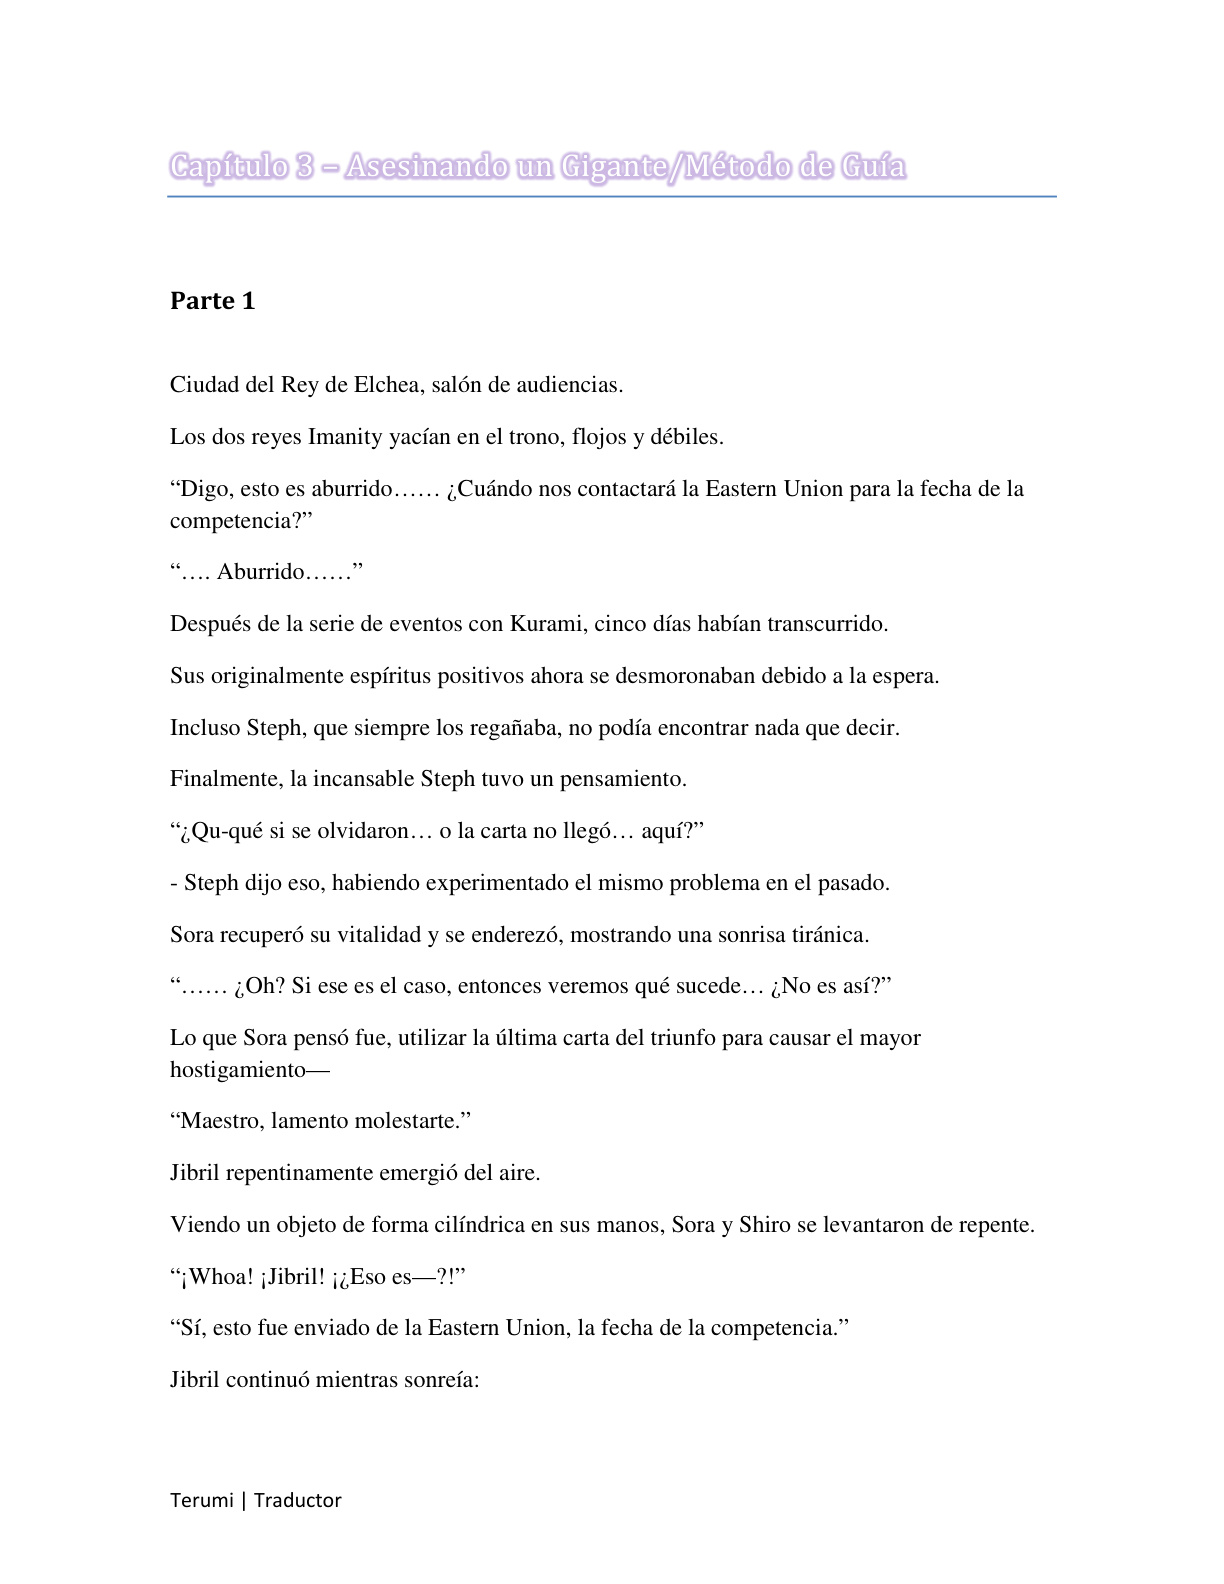 Capítulo 3 – Asesinando un Gigante/Método de Guía
Parte 1
Ciudad del Rey de Elchea, salón de audiencias.
Los dos reyes Imanity yacían en el trono, flojos y débiles.
“Digo, esto es aburrido…… ¿Cuándo nos contactará la Eastern Union para la fecha de la
competencia?”
“…. Aburrido……”
Después de la serie de eventos con Kurami, cinco días habían transcurrido.
Sus originalmente espíritus positivos ahora se desmoronaban debido a la espera.
Incluso Steph, que siempre los regañaba, no podía encontrar nada que decir.
Finalmente, la incansable Steph tuvo un pensamiento.
“¿Qu-qué si se olvidaron… o la carta no llegó… aquí?”
- Steph dijo eso, habiendo experimentado el mismo problema en el pasado.
Sora recuperó su vitalidad y se enderezó, mostrando una sonrisa tiránica.
“…… ¿Oh? Si ese es el caso, entonces veremos qué sucede… ¿No es así?”
Lo que Sora pensó fue, utilizar la última carta del triunfo para causar el mayor
hostigamiento—
“Maestro, lamento molestarte.”
Jibril repentinamente emergió del aire.
Viendo un objeto de forma cilíndrica en sus manos, Sora y Shiro se levantaron de repente.
“¡Whoa! ¡Jibril! ¡¿Eso es—?!”
“Sí, esto fue enviado de la Eastern Union, la fecha de la competencia.”
Jibril continuó mientras sonreía:
Terumi | Traductor